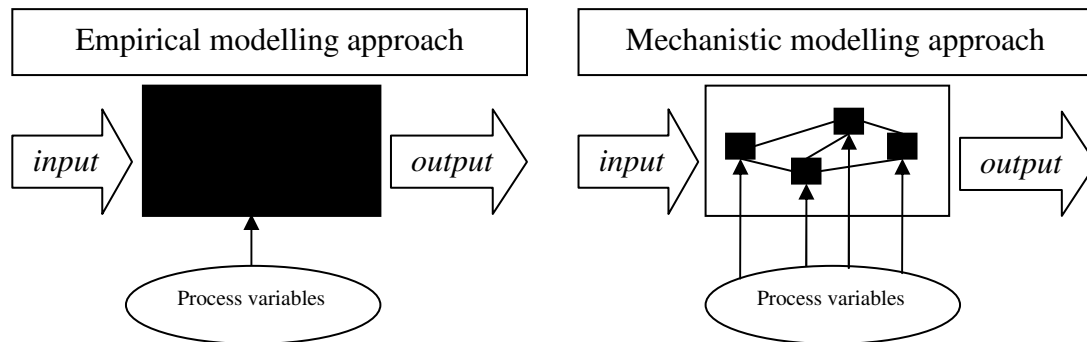 Empirical modelling approach
input
output
Process variables
Mechanistic modelling approach
input
output
Process variables